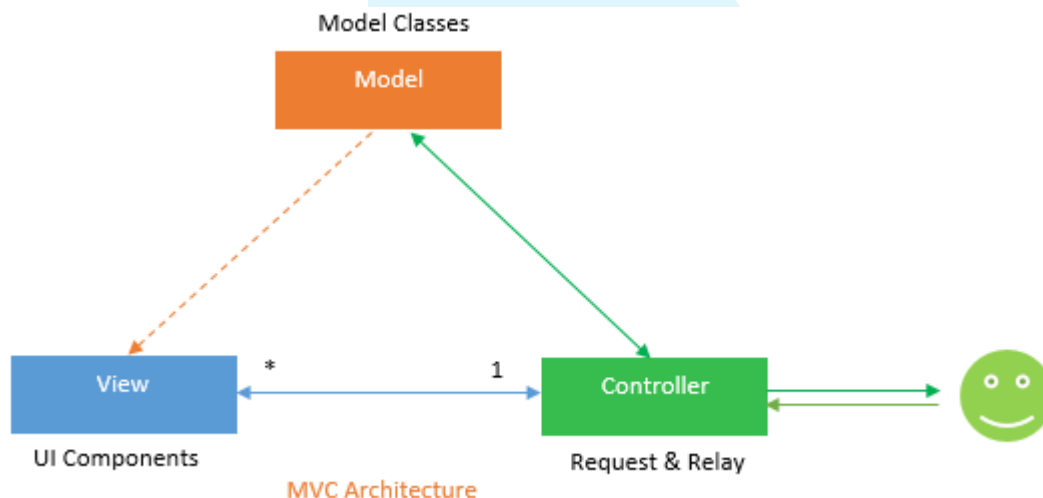 Model Classes
Model
* 1
View
Controller
UI Components
Request & Relay
MVC Architecture